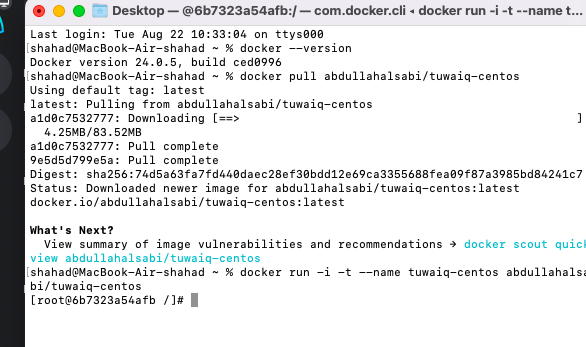 Desktop — @6b7323a54afb:/ — com.docker.cli ◂ docker run -i -t --name t...
Last login: Tue Aug 22 10:33:04 on ttys000
[shahad@MacBook-Air-shahad ~ % docker --version
Docker version 24.0.5, build ced0996
[shahad@MacBook-Air-shahad ~ % docker pull abdullahalsabi/tuwaiq-centos
Using default tag: latest
latest: Pulling from abdullahalsabi/tuwaiq-centos
a1d0c7532777: Downloading [==> ]
4.25MB/83.52MB
a1d0c7532777: Pull complete
9e5d5d799e5a: Pull complete
Digest: sha256:74d5a63fa7fd440daec28ef30bdd12e69ca3355688fea09f87a3985bd84241c7
Status: Downloaded newer image for abdullahalsabi/tuwaiq-centos:latest
docker.io/abdullahalsabi/tuwaiq-centos:latest
What's Next?
View summary of image vulnerabilities and recommendations → docker scout quick
view abdullahalsabi/tuwaiq-centos
[shahad@MacBook-Air-shahad ~ % docker run -i -t --name tuwaiq-centos abdullahalsa
bi/tuwaiq-centos
[root@6b7323a54afb /]#